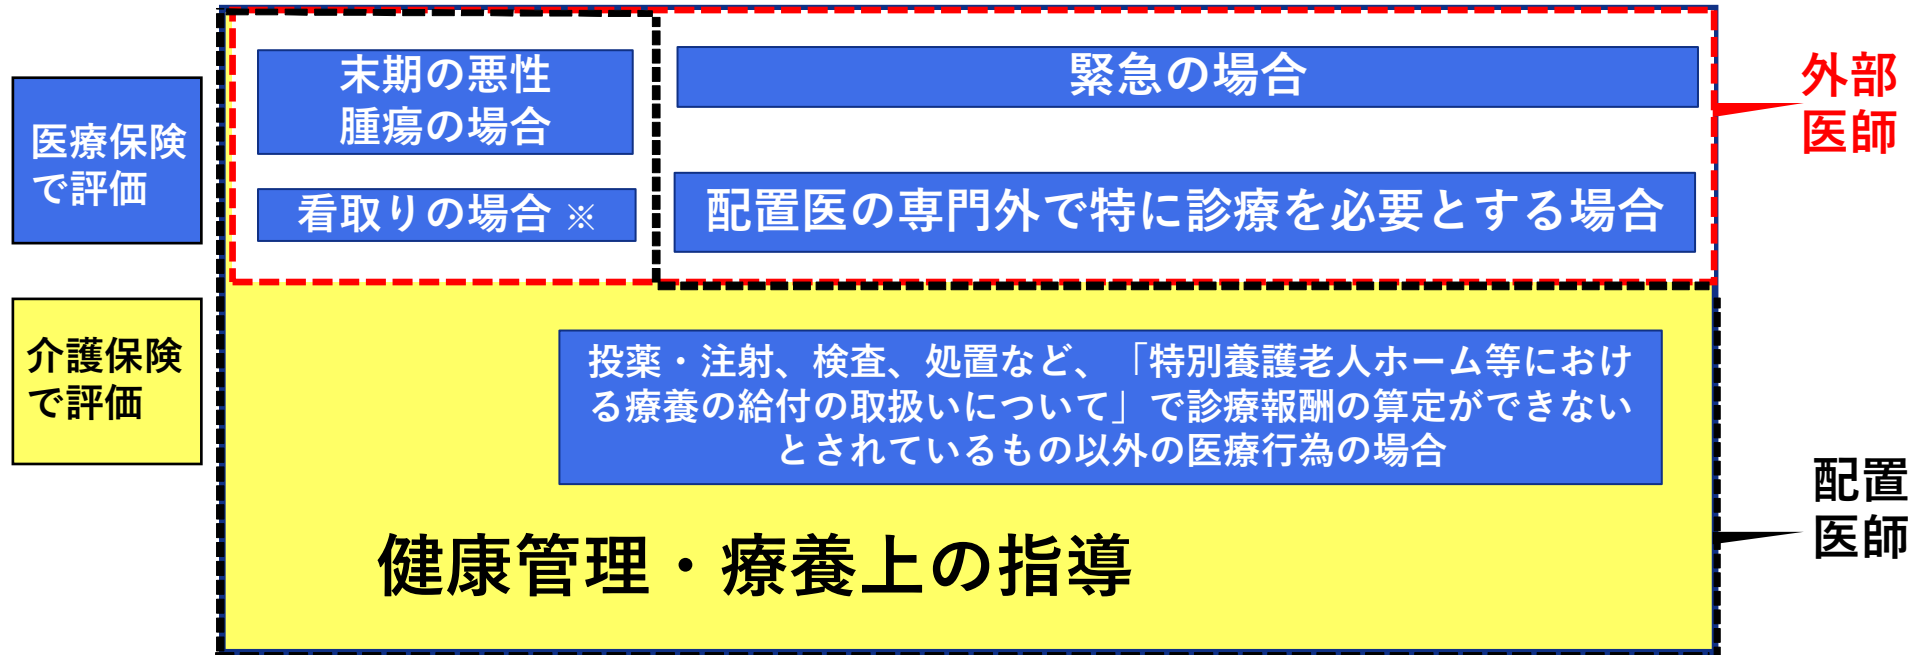 医療保険
で評価
介護保険
で評価
末期の悪性
腫瘍の場合
看取りの場合 ※
緊急の場合
配置医の専門外で特に診療を必要とする場合
外部
医師
投薬・注射、検査、処置など、「特別養護老人ホーム等におけ
る療養の給付の取扱いについて」で診療報酬の算定ができない
とされているもの以外の医療行為の場合
健康管理・療養上の指導
配置
医師